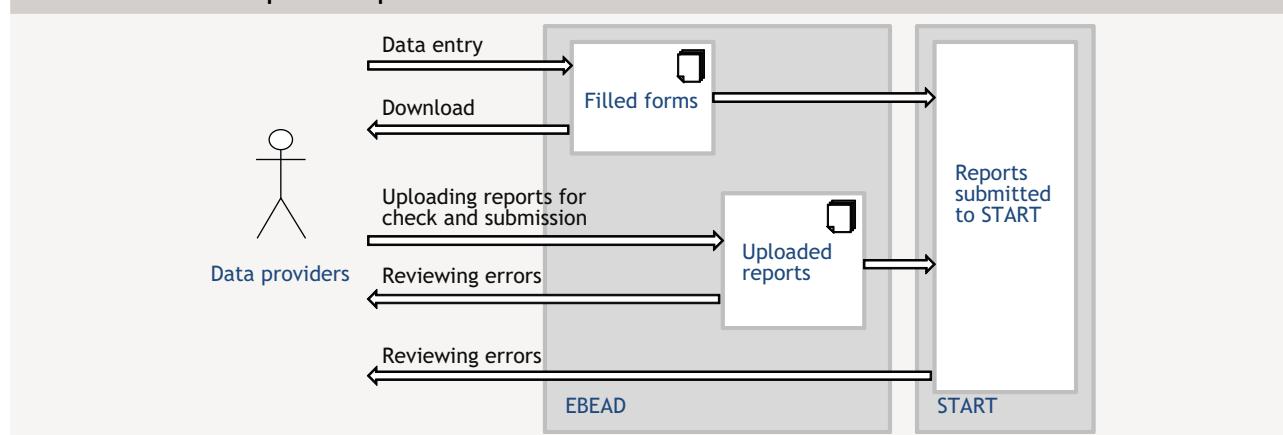 Data entry
Filled forms
Download
Reports
submitted
to START
Uploading reports for
check and submission
Uploaded
reports
Data providers
Reviewing errors
Reviewing errors
EBEAD
START